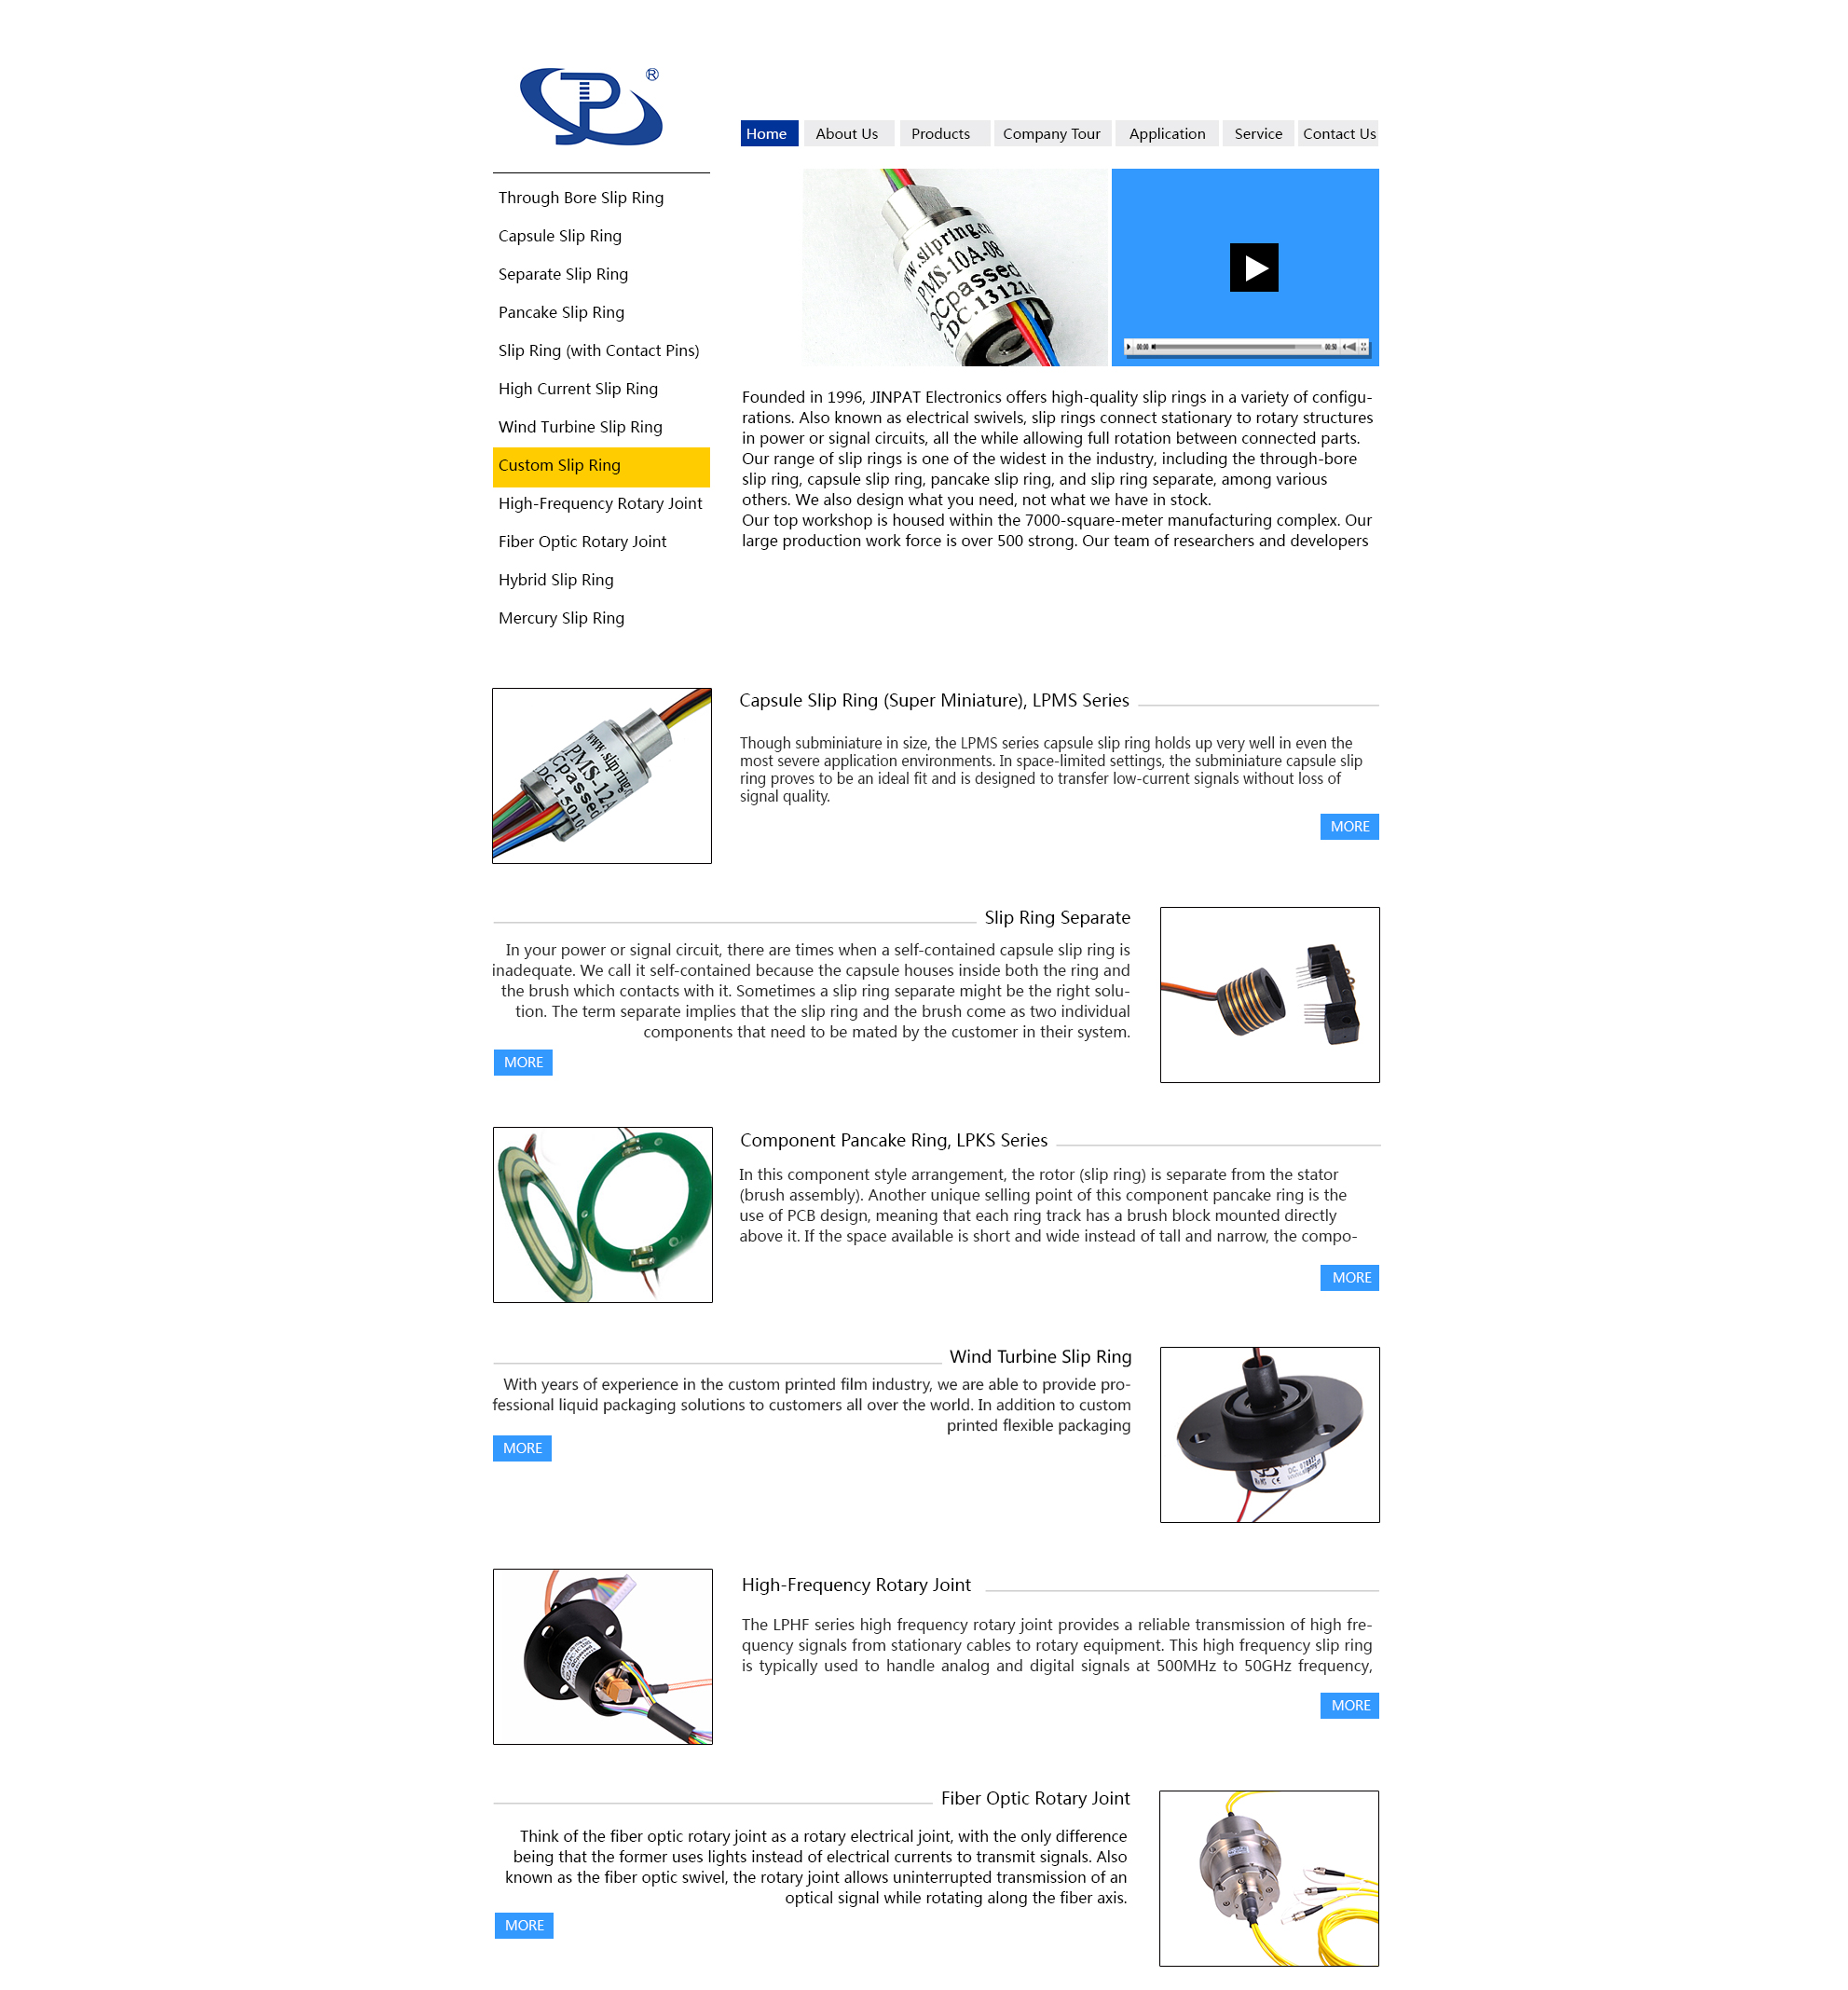 P ®
Home About Us Products Company Tour Application Service Contact Us
Through Bore Slip Ring
Capsule Slip Ring
Separate Slip Ring
Pancake Slip Ring
Slip Ring (with Contact Pins)
High Current Slip Ring
Wind Turbine Slip Ring
Custom Slip Ring
High-Frequency Rotary Joint
Fiber Optic Rotary Joint
Hybrid Slip Ring
Mercury Slip Ring
www.slipring.cn
LPMS-10A-08
QCpassed
DC.131214
00:00 00:50
Founded in 1996, JINPAT Electronics offers high-quality slip rings in a variety of configu-
rations. Also known as electrical swivels, slip rings connect stationary to rotary structures
in power or signal circuits, all the while allowing full rotation between connected parts.
Our range of slip rings is one of the widest in the industry, including the through-bore
slip ring, capsule slip ring, pancake slip ring, and slip ring separate, among various
others. We also design what you need, not what we have in stock.
Our top workshop is housed within the 7000-square-meter manufacturing complex. Our
large production work force is over 500 strong. Our team of researchers and developers
www.slipring.c
LPMS-12A
QCpassed
DC.150105
Capsule Slip Ring (Super Miniature), LPMS Series
Though subminiature in size, the LPMS series capsule slip ring holds up very well in even the
most severe application environments. In space-limited settings, the subminiature capsule slip
ring proves to be an ideal fit and is designed to transfer low-current signals without loss of
signal quality.
MORE
Slip Ring Separate
In your power or signal circuit, there are times when a self-contained capsule slip ring is
inadequate. We call it self-contained because the capsule houses inside both the ring and
the brush which contacts with it. Sometimes a slip ring separate might be the right solu-
tion. The term separate implies that the slip ring and the brush come as two individual
components that need to be mated by the customer in their system.
MORE
Component Pancake Ring, LPKS Series
In this component style arrangement, the rotor (slip ring) is separate from the stator
(brush assembly). Another unique selling point of this component pancake ring is the
use of PCB design, meaning that each ring track has a brush block mounted directly
above it. If the space available is short and wide instead of tall and narrow, the compo-
MORE
Wind Turbine Slip Ring
With years of experience in the custom printed film industry, we are able to provide pro-
fessional liquid packaging solutions to customers all over the world. In addition to custom
printed flexible packaging
MORE
High-Frequency Rotary Joint
The LPHF series high frequency rotary joint provides a reliable transmission of high fre-
quency signals from stationary cables to rotary equipment. This high frequency slip ring
is typically used to handle analog and digital signals at 500MHz to 50GHz frequency,
MORE
Fiber Optic Rotary Joint
Think of the fiber optic rotary joint as a rotary electrical joint, with the only difference
being that the former uses lights instead of electrical currents to transmit signals. Also
known as the fiber optic swivel, the rotary joint allows uninterrupted transmission of an
optical signal while rotating along the fiber axis.
MORE